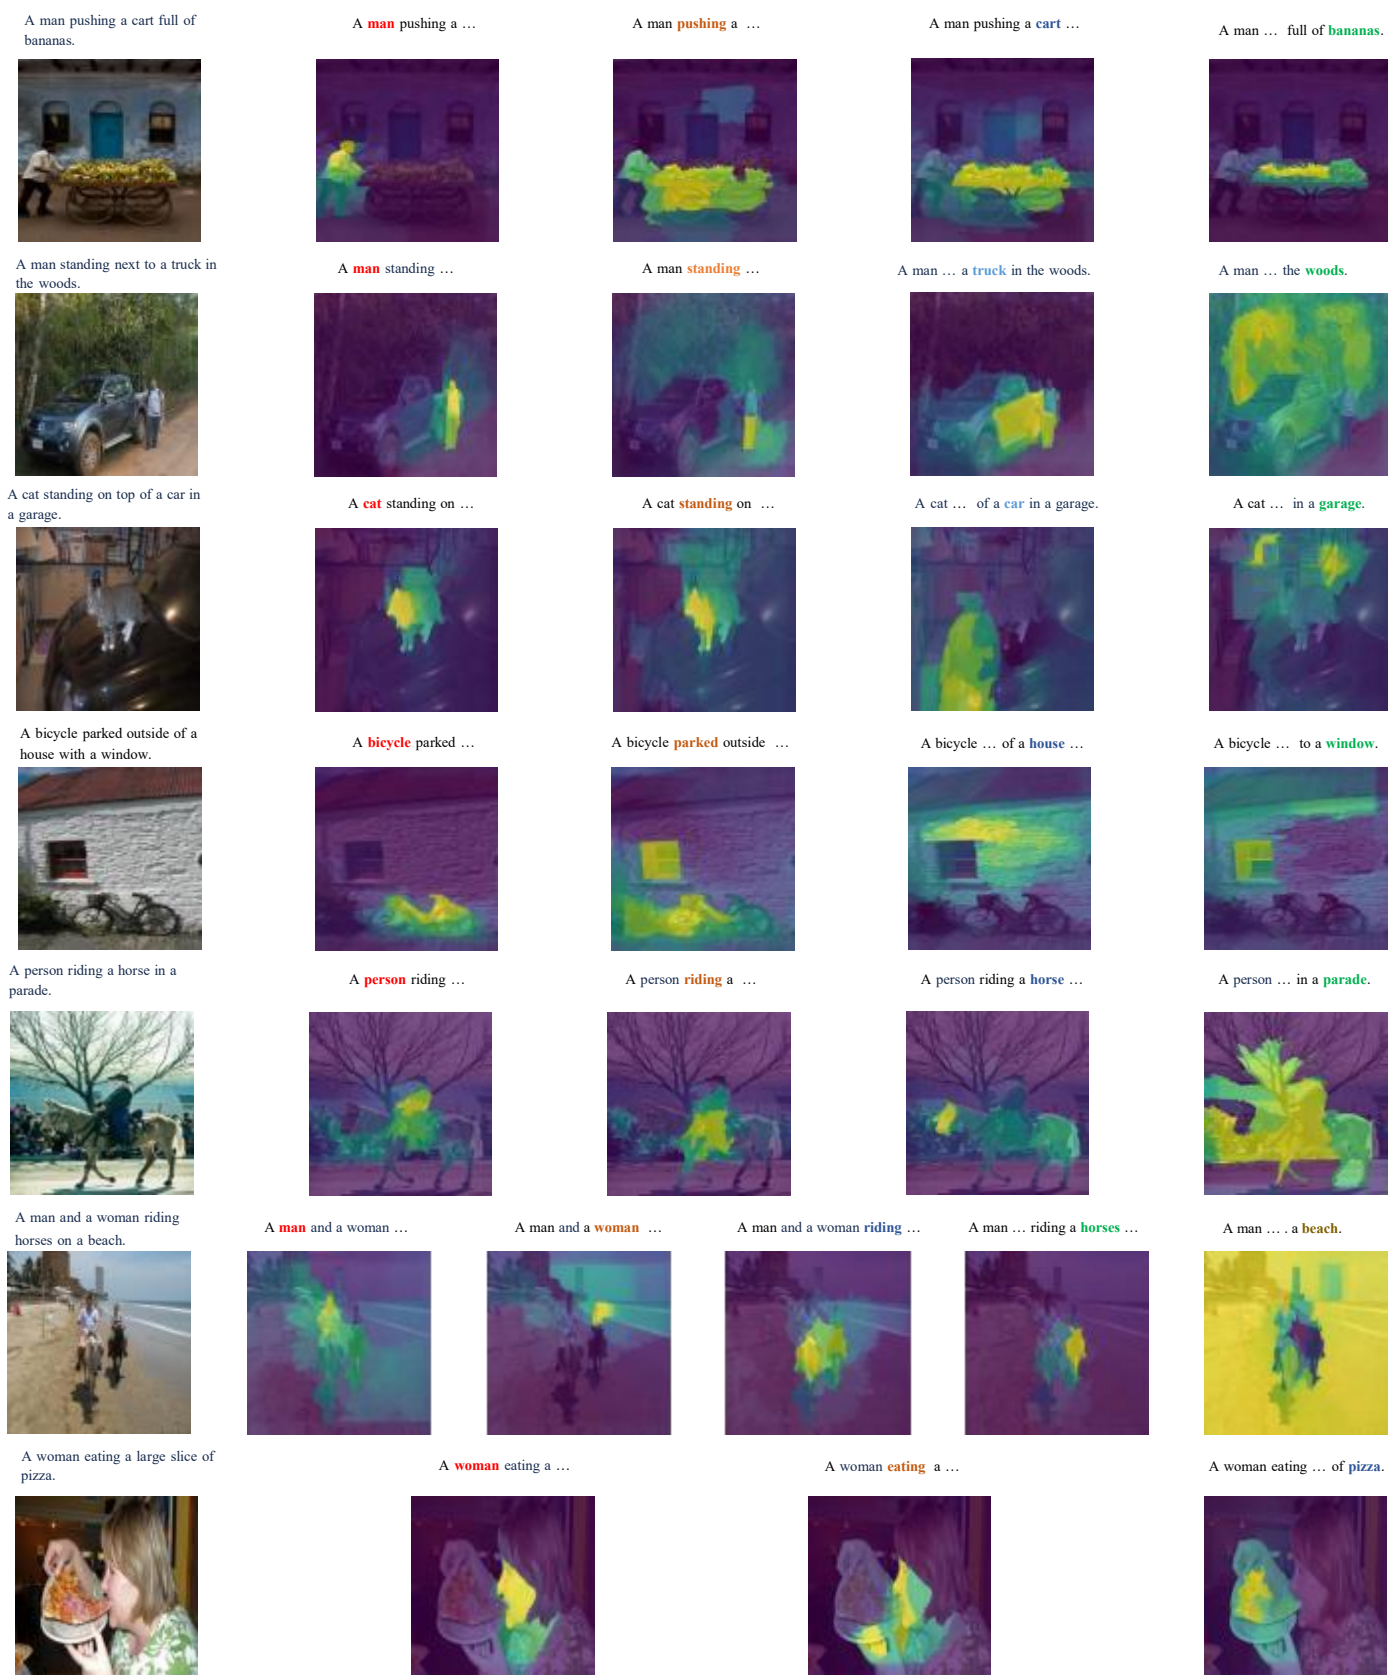 A man pushing a cart full of
bananas.
A man pushing a …
A man pushing a …
A man pushing a cart …
A man … full of bananas.
A man standing next to a truck in
the woods.
A man standing …
A man standing …
A man … a truck in the woods.
A man … the woods.
A cat standing on top of a car in
a garage.
A cat standing on …
A cat standing on …
A cat … of a car in a garage.
A cat … in a garage.
A bicycle parked outside of a
house with a window.
A bicycle parked …
A bicycle parked outside …
A bicycle … of a house …
A bicycle … to a window.
A person riding a horse in a
parade.
A person riding …
A person riding a …
A person riding a horse …
A person … in a parade.
A man and a woman riding
horses on a beach.
A man and a woman …
A man and a woman …
A man and a woman riding …
A man … riding a horses …
A man … . a beach.
A woman eating a large slice of
pizza.
A woman eating a …
A woman eating a …
A woman eating … of pizza.